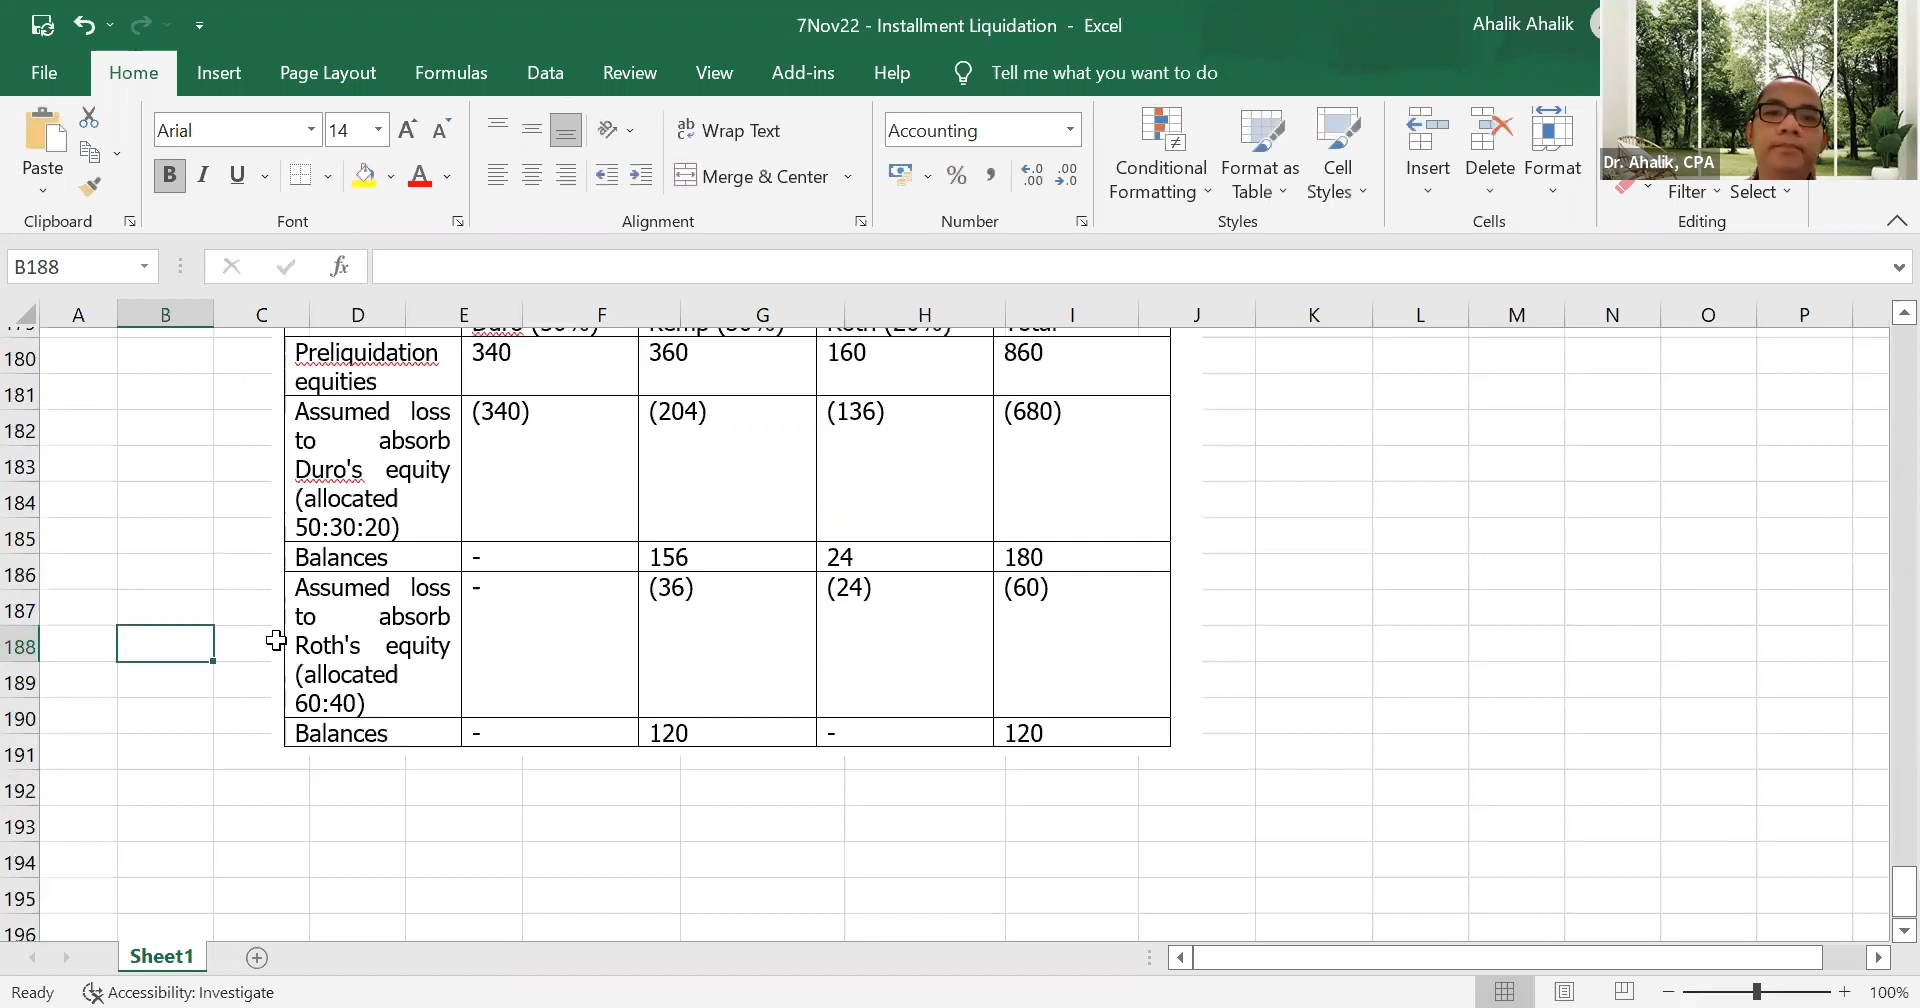 7Nov22 - Installment Liquidation - Excel
Ahalik Ahalik
File Home Insert Page Layout Formulas Data Review View Add-ins Help Tell me what you want to do
Paste
Clipboard
Arial 14
B I U
Font
ab Wrap Text
Merge & Center
Alignment
Accounting
% ,
Number
Conditional Formatting
Format as Table
Cell Styles
Styles
Insert Delete Format
Cells
Filter Select
Editing
Dr. Ahalik, CPA
B188
fx
A B C D E F G H I J K L M N O P
180
181
182
183
184
185
186
187
188
189
190
191
192
193
194
195
196
Duro (50%) Kemp (30%) Roth (20%) Total
Preliquidation
equities
340 360 160 860
Assumed loss
to absorb
Duro's equity
(allocated
50:30:20)
(340) (204) (136) (680)
Balances - 156 24 180
Assumed loss
to absorb
Roth's equity
(allocated
60:40)
- (36) (24) (60)
Balances - 120 - 120
Sheet1
Ready Accessibility: Investigate
100%